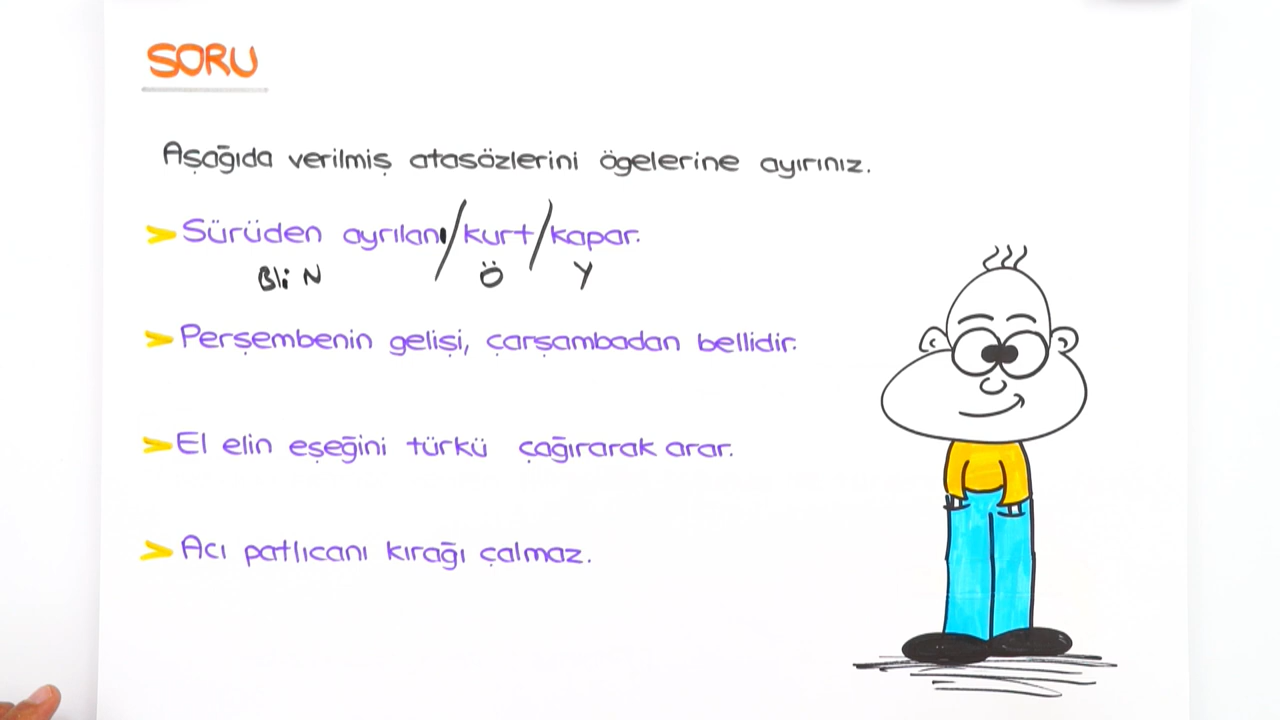 SORU
Aşağıda verilmiş atasözlerini ögelerine ayırınız.
> Sürüden ayrılanı/kurt/kapar.
Bli N Ö Y
> Perşembenin gelişi, çarşambadan bellidir.
> El elin eşeğini türkü çağırarak arar.
> Acı patlıcanı kırağı çalmaz.